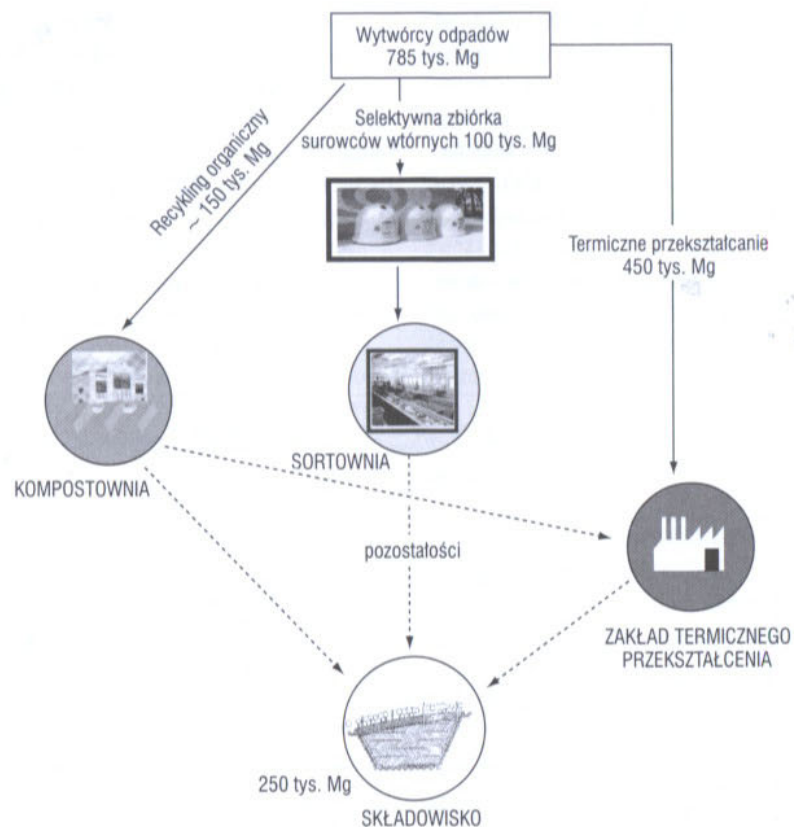 Wytwórcy odpadów
785 tys. Mg
Selektywna zbiórka
surowców wtórnych 100 tys. Mg
Recykling organiczny
~ 150 tys. Mg
Termiczne przekształcanie
450 tys. Mg
KOMPOSTOWNIA
SORTOWNIA
pozostałości
ZAKŁAD TERMICZNEGO
PRZEKSZTAŁCENIA
250 tys. Mg
SKŁADOWISKO